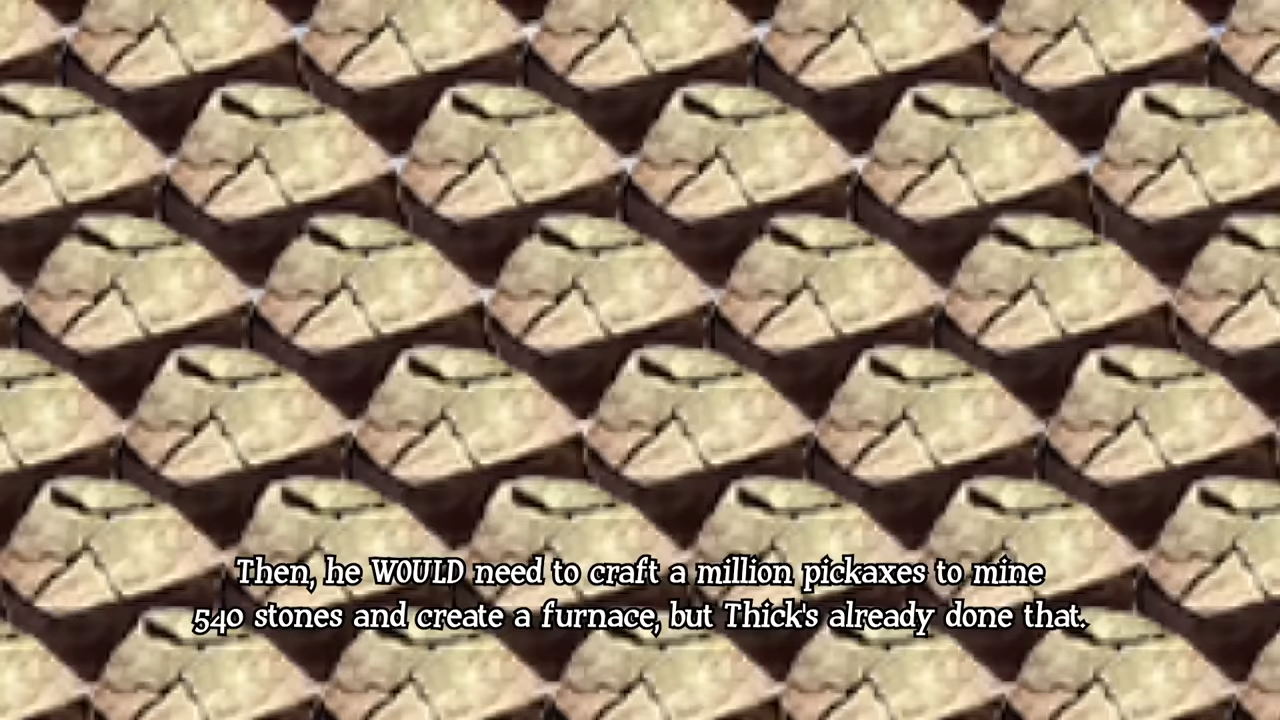 Then, he WOULD need to craft a million pickaxes to mine
540 stones and create a furnace, but Thick's already done that.